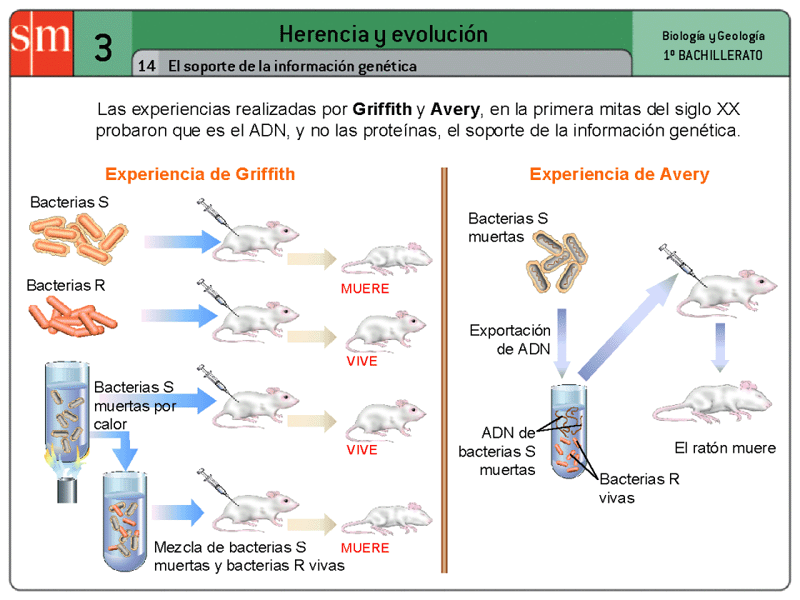 sm
3
Herencia y evolución
14 El soporte de la información genética
Biología y Geología
1º BACHILLERATO
Las experiencias realizadas por Griffith y Avery, en la primera mitas del siglo XX
probaron que es el ADN, y no las proteínas, el soporte de la información genética.
Experiencia de Griffith
Bacterias S
MUERE
Bacterias R
VIVE
Bacterias S
muertas por
calor
VIVE
Mezcla de bacterias S
muertas y bacterias R vivas
MUERE
Experiencia de Avery
Bacterias S
muertas
Exportación
de ADN
ADN de
bacterias S
muertas
Bacterias R
vivas
El ratón muere